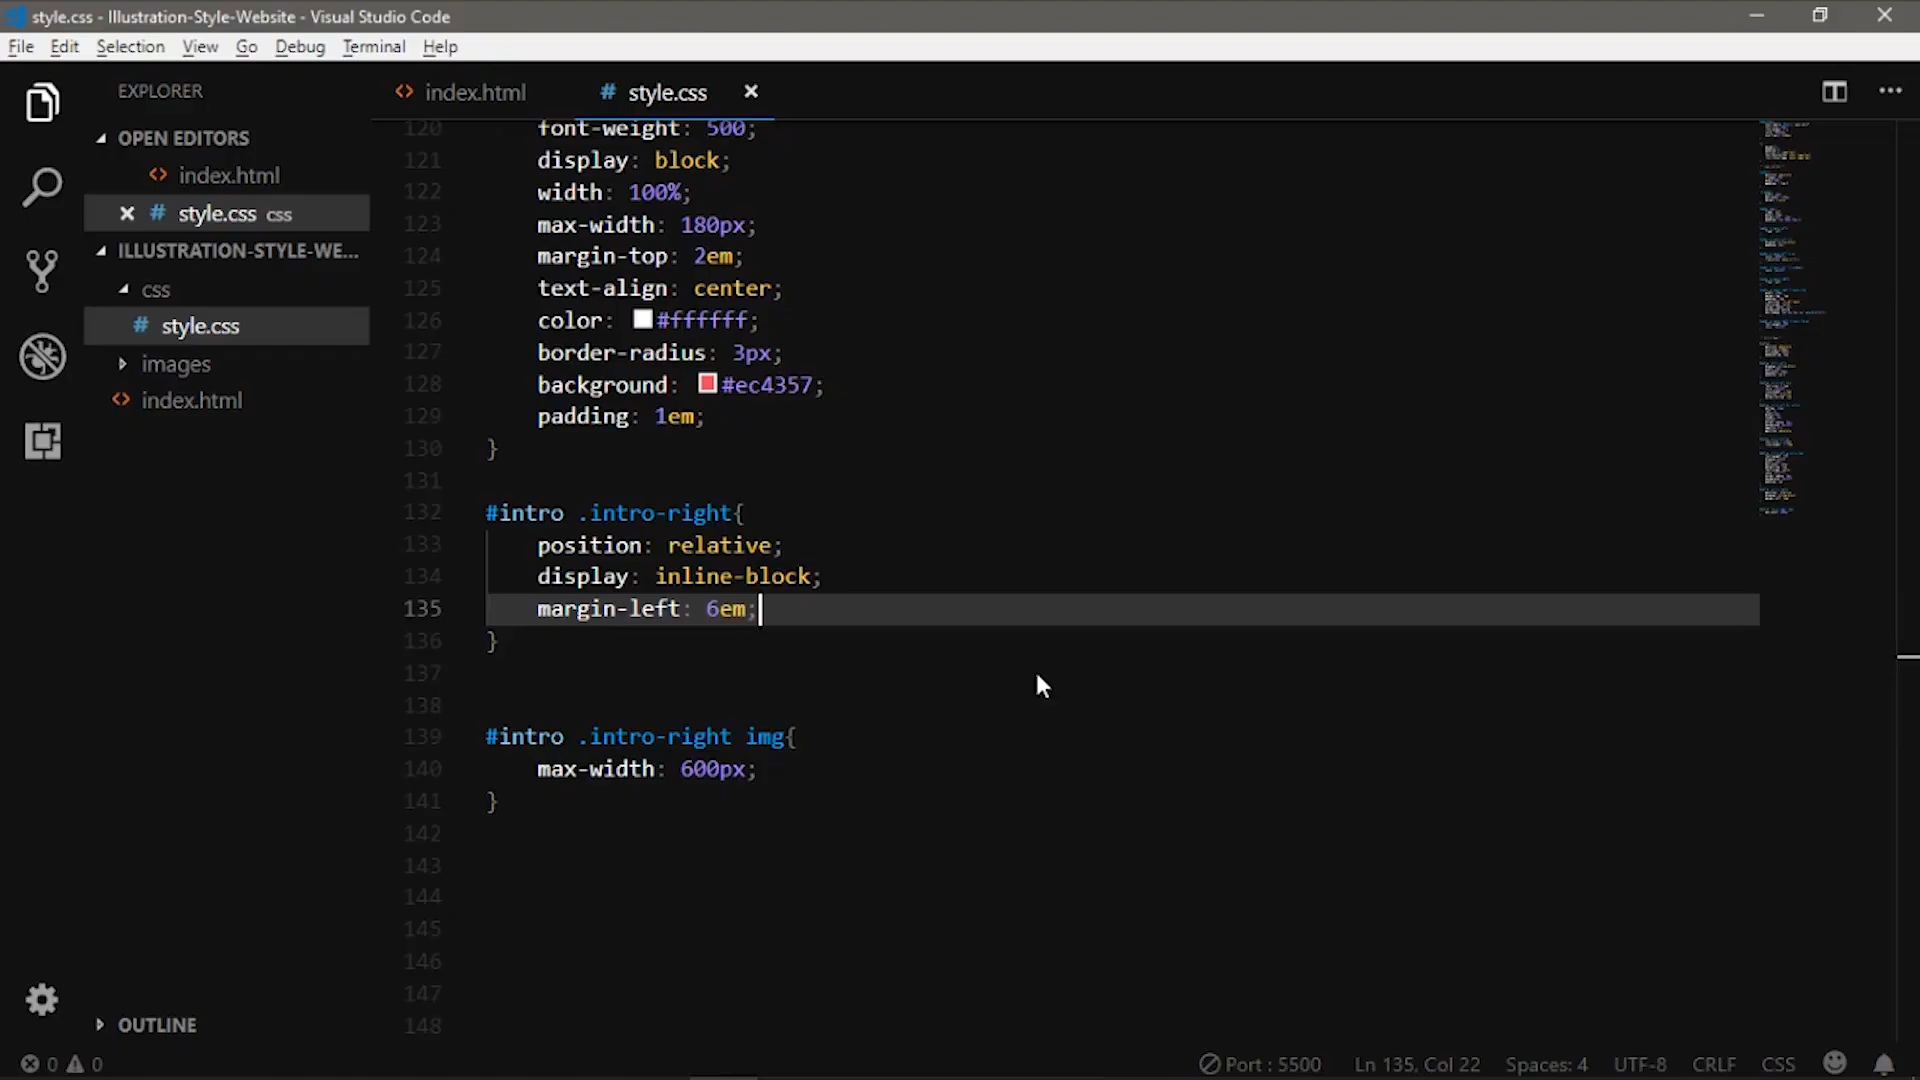 style.css - Illustration-Style-Website - Visual Studio Code
File Edit Selection View Go Debug Terminal Help
EXPLORER
OPEN EDITORS
index.html
style.css css
ILLUSTRATION-STYLE-WE...
css
style.css
images
index.html
OUTLINE
index.html
style.css
120 font-weight: 500;
121 display: block;
122 width: 100%;
123 max-width: 180px;
124 margin-top: 2em;
125 text-align: center;
126 color: #ffffff;
127 border-radius: 3px;
128 background: #ec4357;
129 padding: 1em;
130 }
131
132 #intro .intro-right{
133 position: relative;
134 display: inline-block;
135 margin-left: 6em;
136 }
137
138
139 #intro .intro-right img{
140 max-width: 600px;
141 }
142
143
144
145
146
147
148
0 0 Port : 5500 Ln 135, Col 22 Spaces: 4 UTF-8 CRLF CSS